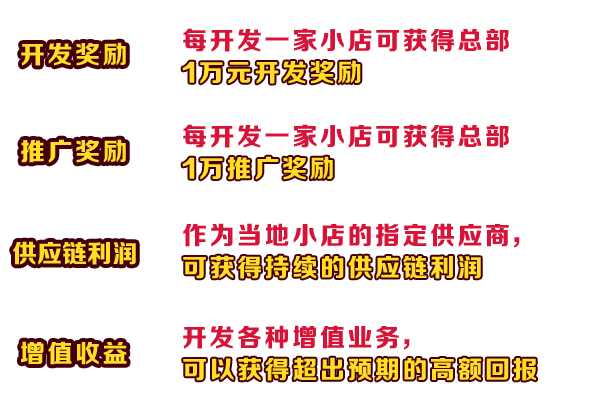 开发奖励
每开发一家小店可获得总部
1万元开发奖励
推广奖励
每开发一家小店可获得总部
1万推广奖励
供应链利润
作为当地小店的指定供应商，
可获得持续的供应链利润
增值收益
开发各种增值业务，
可以获得超出预期的高额回报